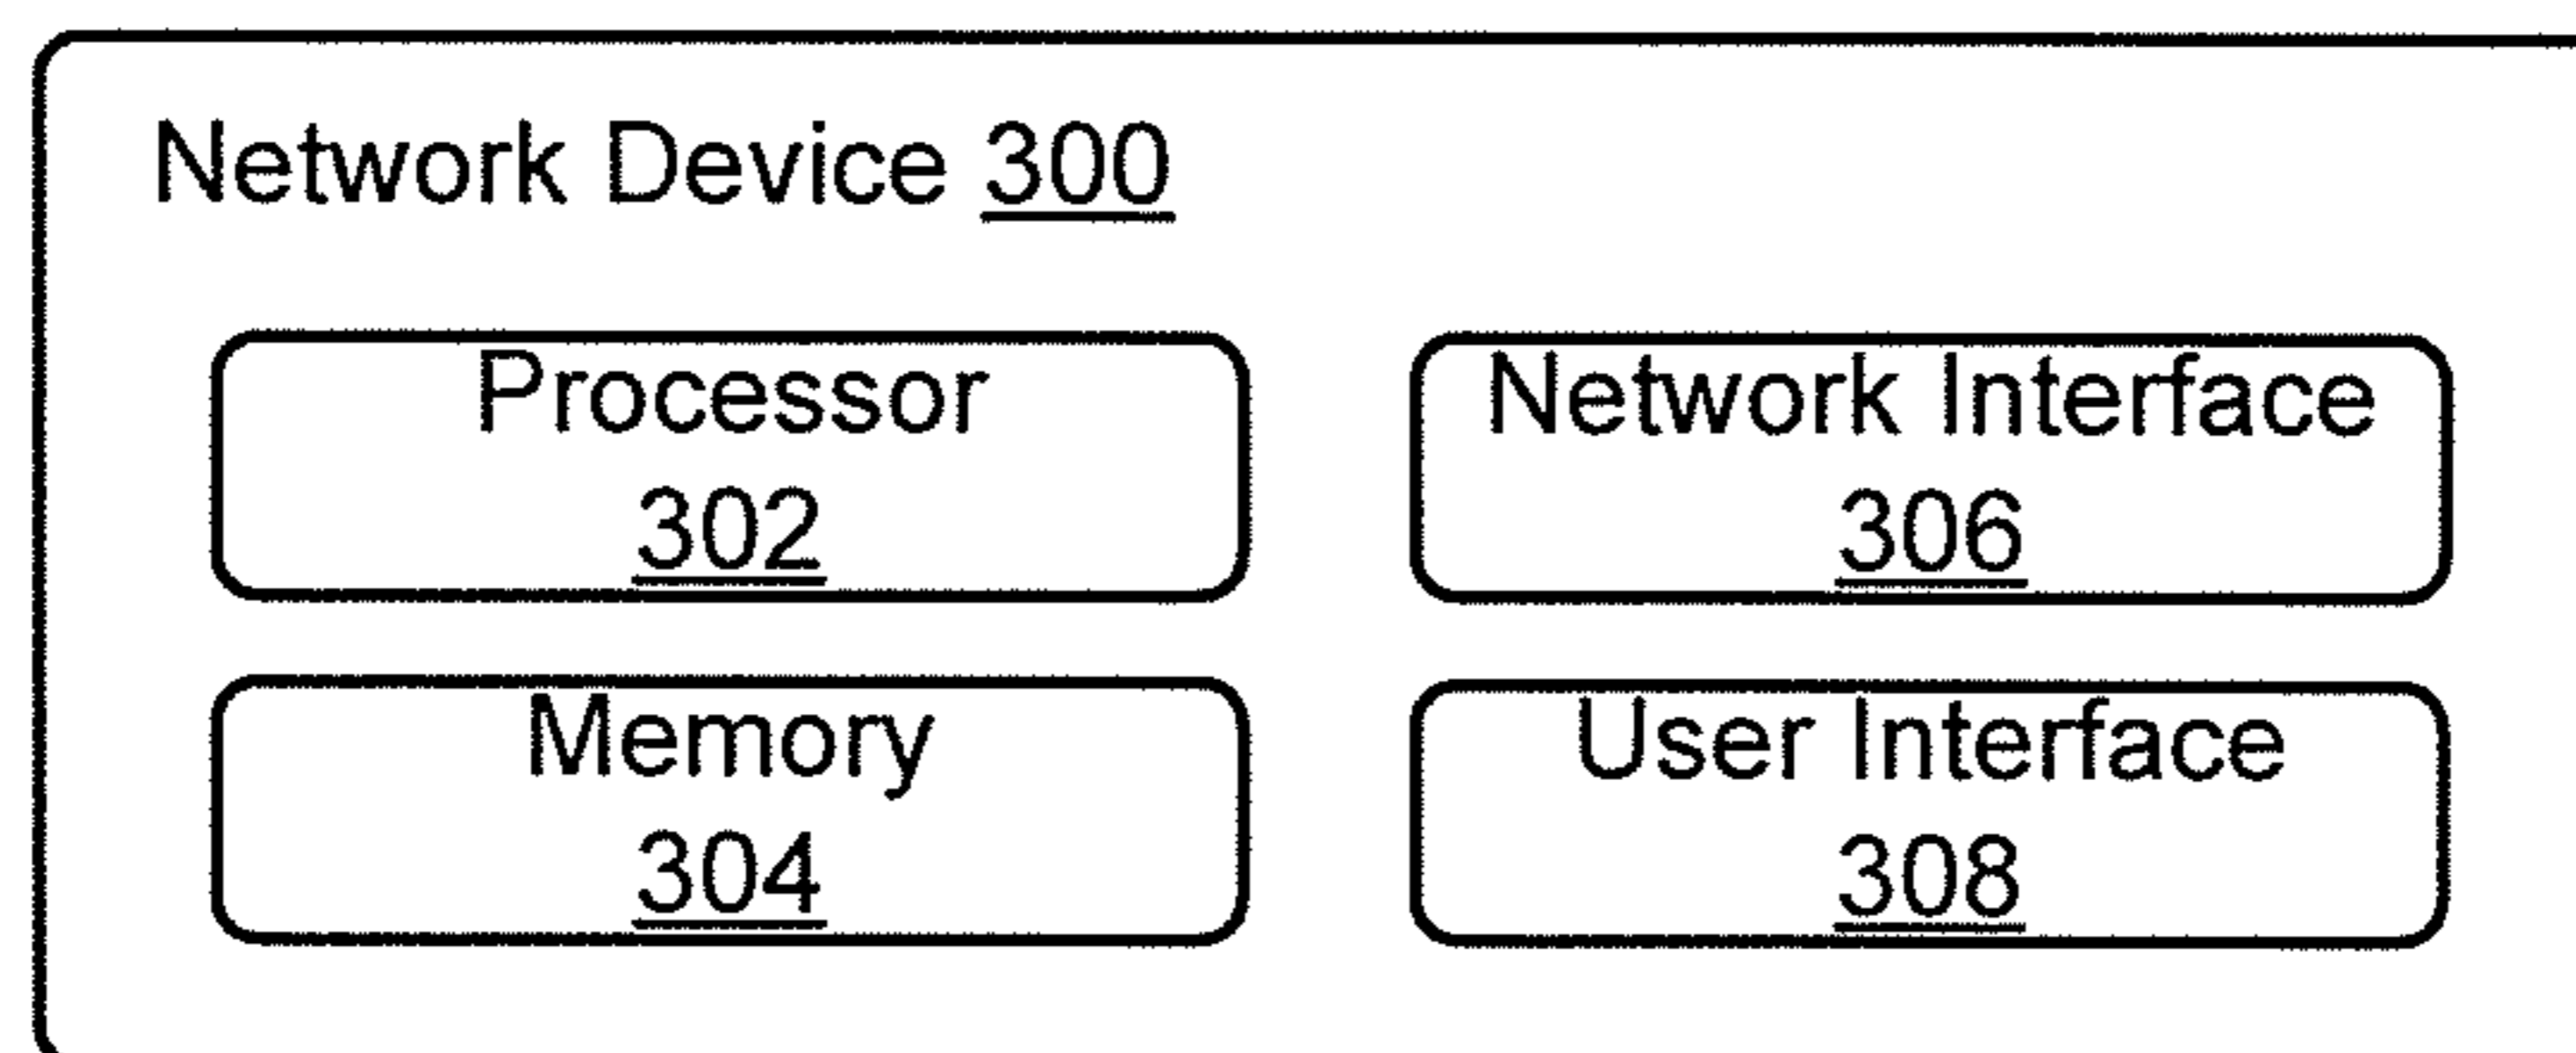 Network Device 300
Processor
302
Network Interface
306
Memory
304
User Interface
308